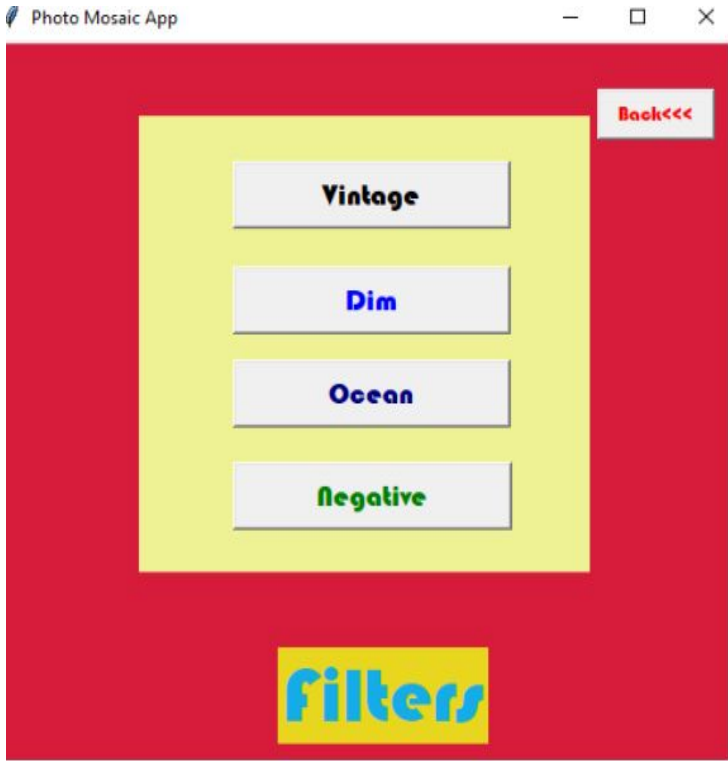 Photo Mosaic App
Back<<<
Vintage
Dim
Ocean
Negative
Filters